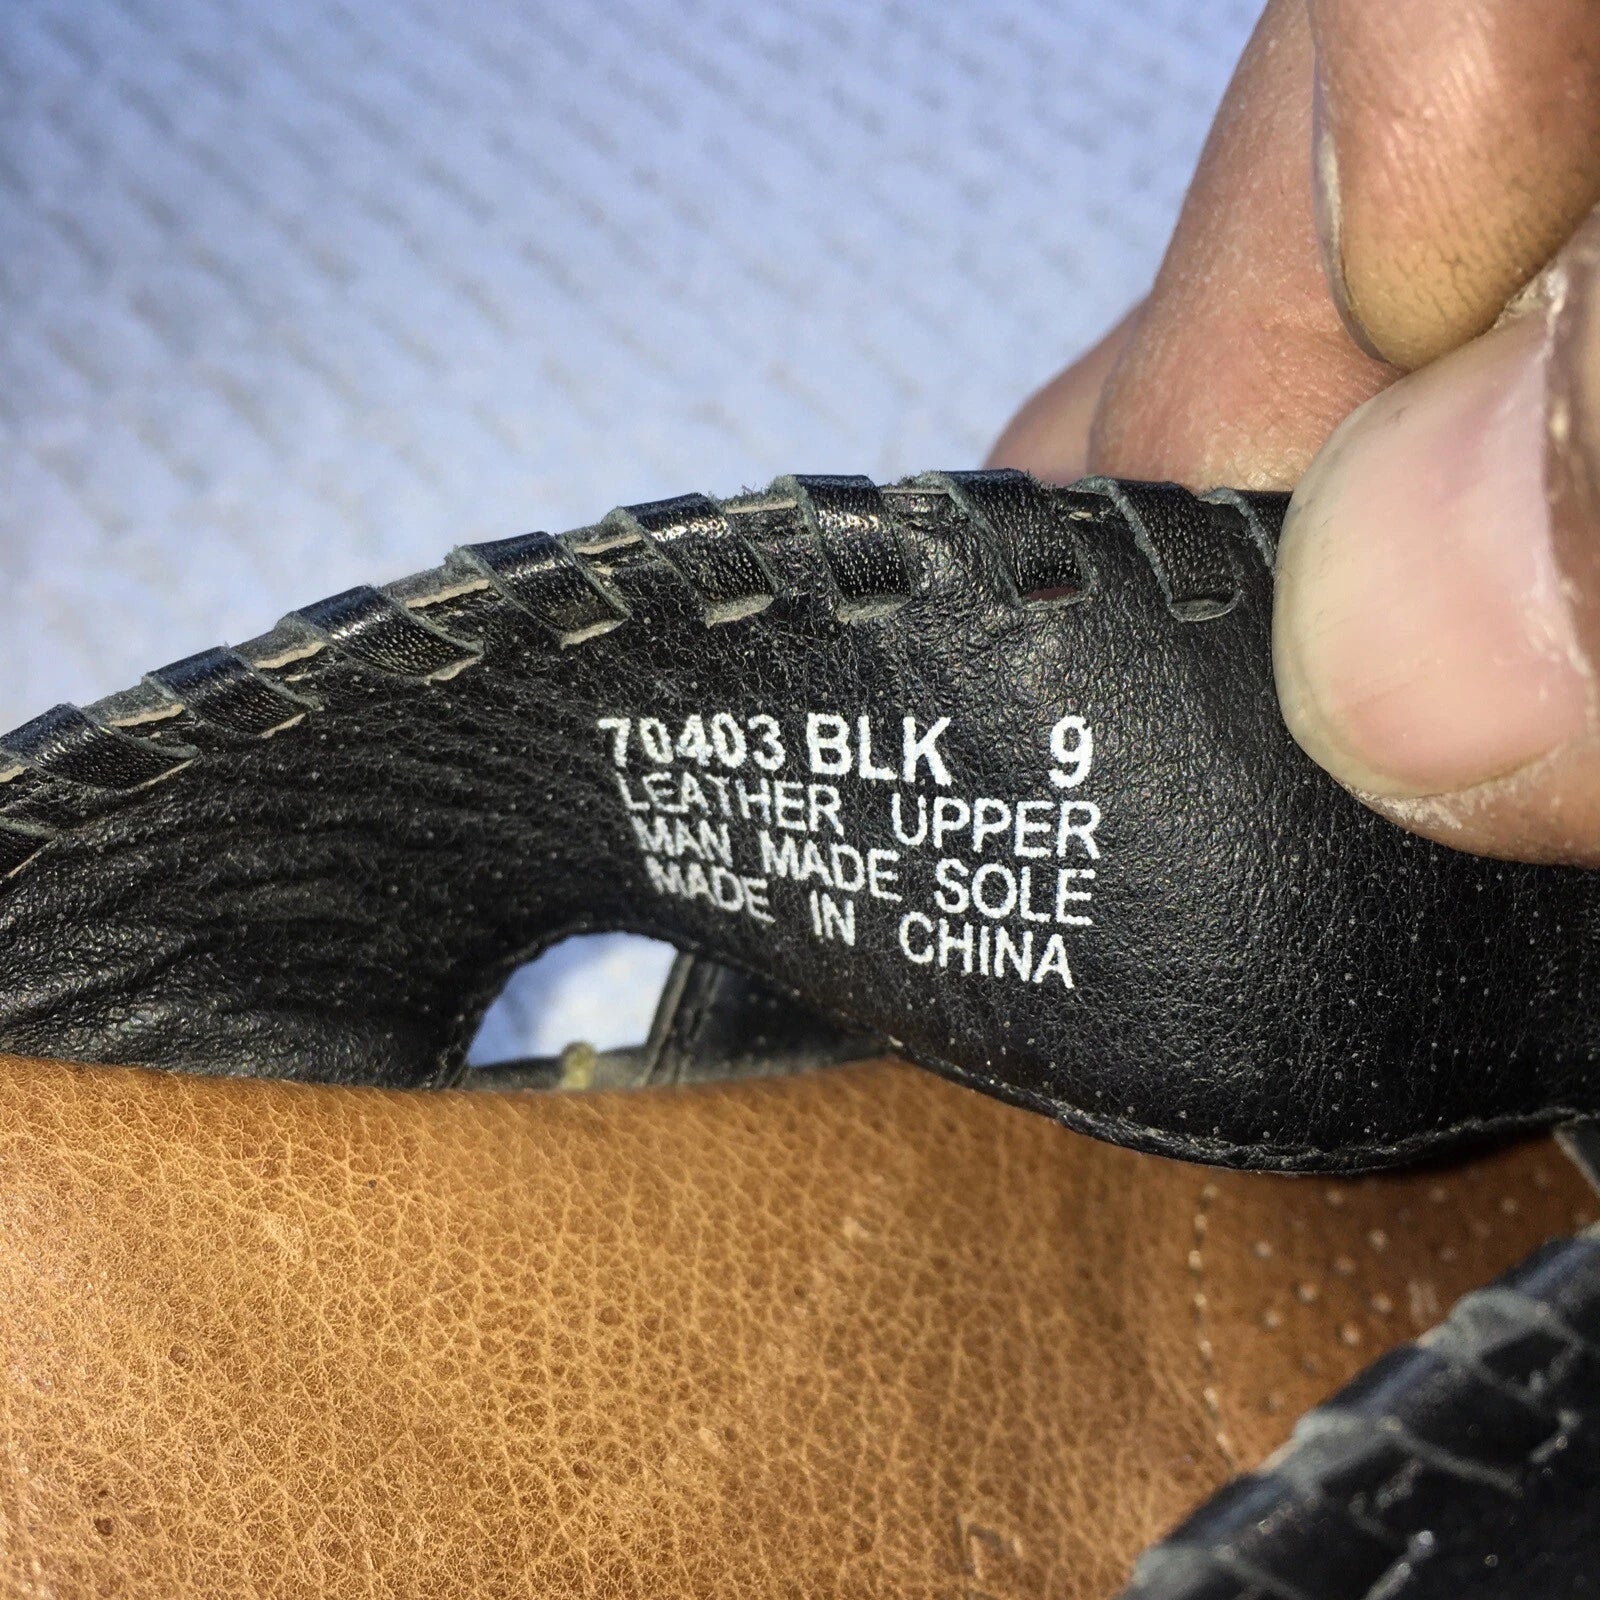 70403 BLK 9
LEATHER UPPER
MAN MADE SOLE
MADE IN CHINA